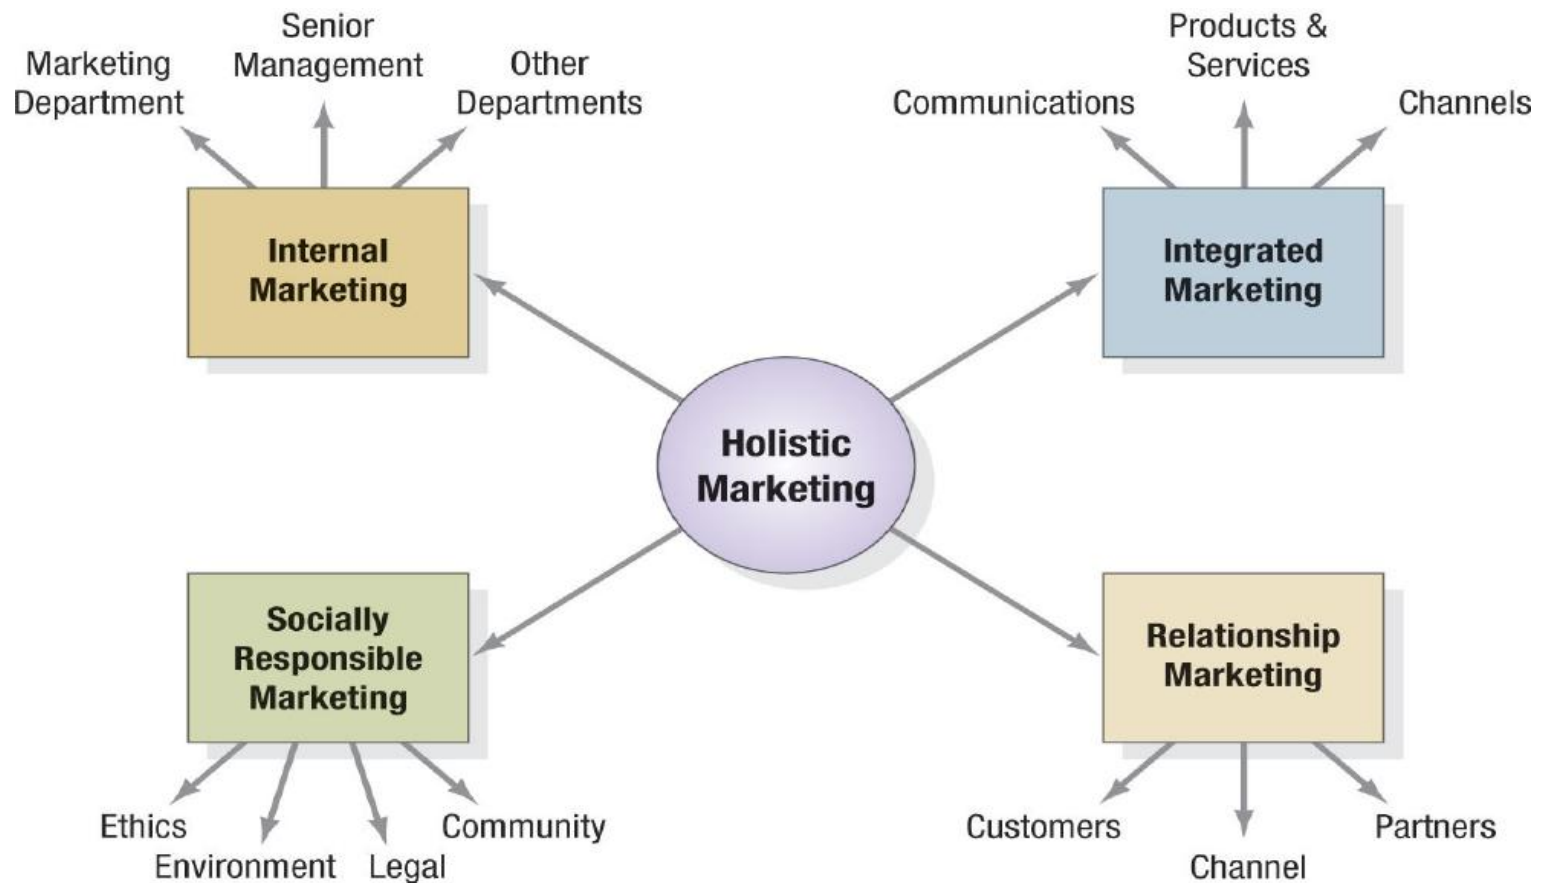 Senior
Management
Marketing
Department
Other
Departments
Internal
Marketing
Products &
Services
Communications
Channels
Integrated
Marketing
Holistic
Marketing
Socially
Responsible
Marketing
Ethics
Environment
Legal
Community
Relationship
Marketing
Customers
Channel
Partners